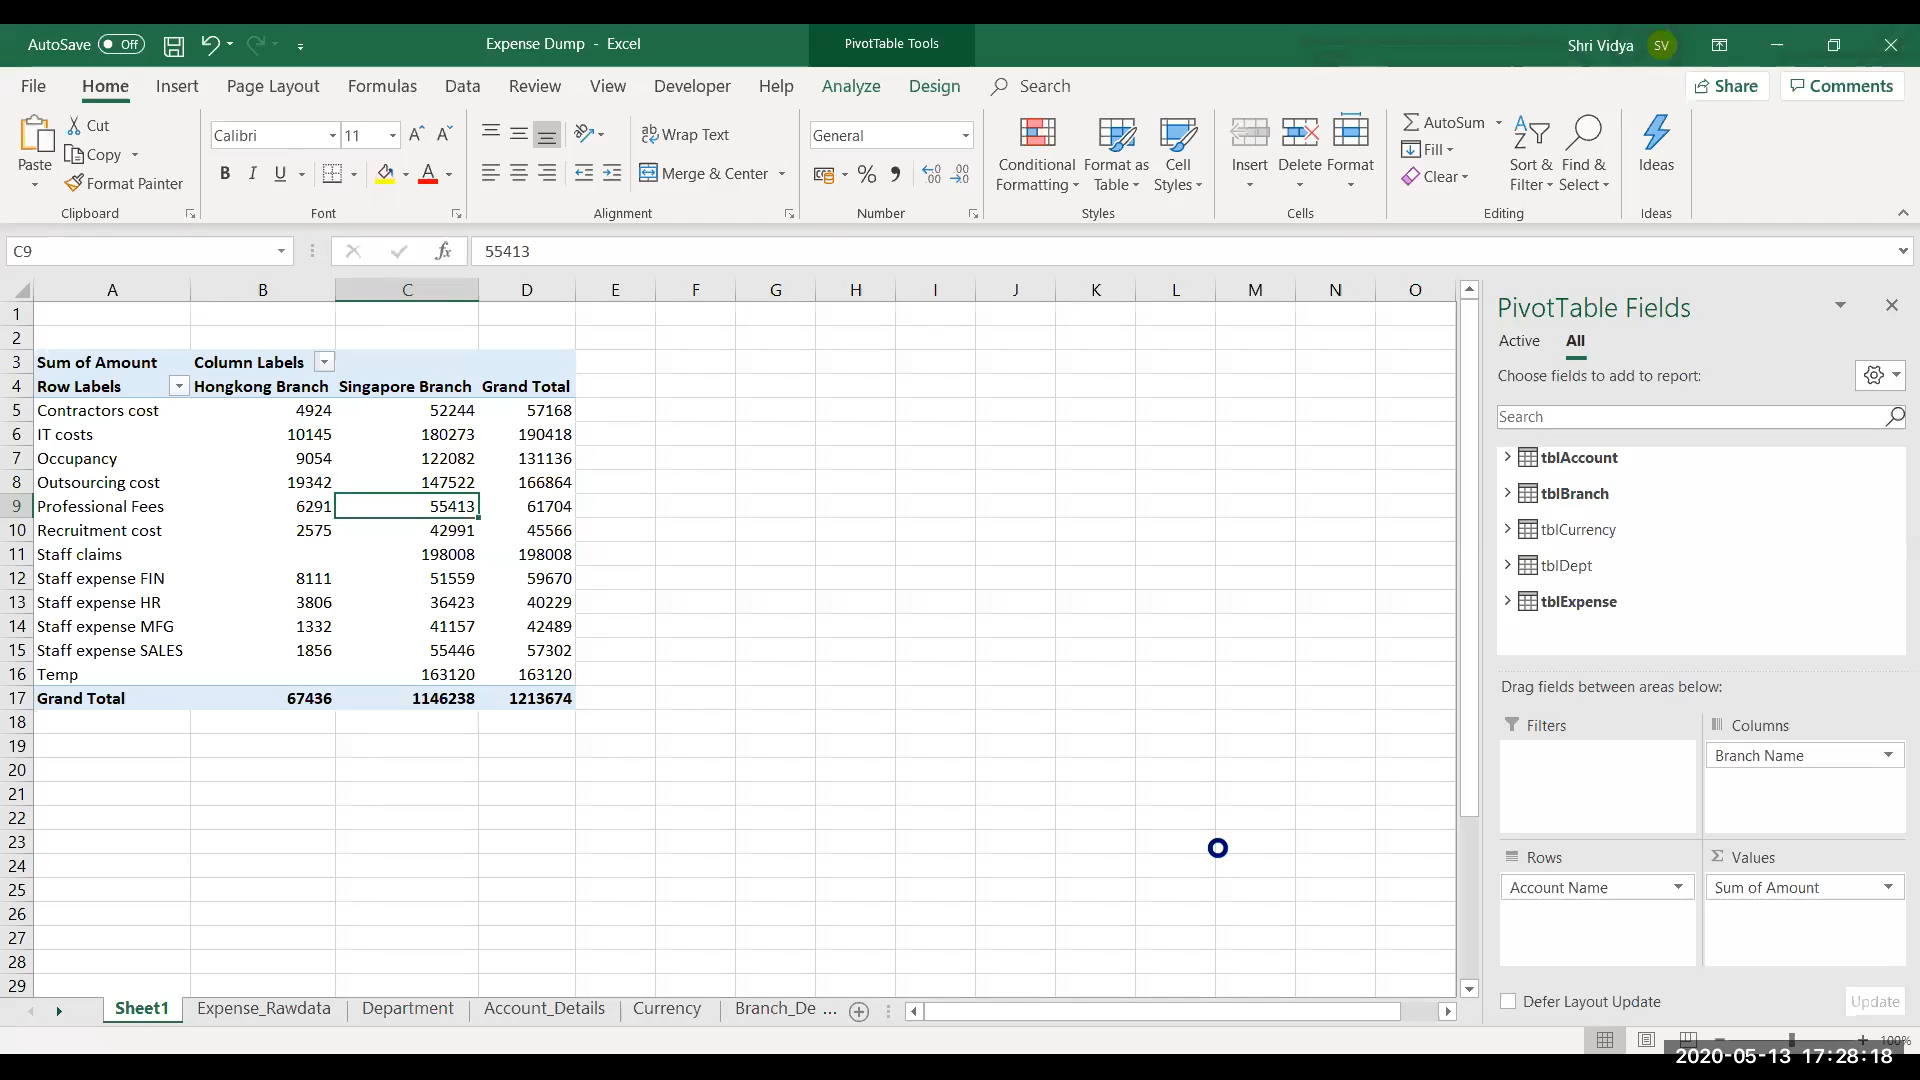 AutoSave Off Expense Dump - Excel PivotTable Tools Shri Vidya SV
File Home Insert Page Layout Formulas Data Review View Developer Help Analyze Design Search Share Comments
Paste Cut Copy Format Painter
Calibri 11 B I U A
Wrap Text Merge & Center
General % ,
Conditional Formatting Format as Table Cell Styles
Insert Delete Format
AutoSum Fill Clear Sort & Filter Find & Select
Ideas
Clipboard Font Alignment Number Styles Cells Editing Ideas
C9 fx 55413
A B C D E F G H I J K L M N O
1
2
3 Sum of Amount Column Labels
4 Row Labels Hongkong Branch Singapore Branch Grand Total
5 Contractors cost 4924 52244 57168
6 IT costs 10145 180273 190418
7 Occupancy 9054 122082 131136
8 Outsourcing cost 19342 147522 166864
9 Professional Fees 6291 55413 61704
10 Recruitment cost 2575 42991 45566
11 Staff claims 198008 198008
12 Staff expense FIN 8111 51559 59670
13 Staff expense HR 3806 36423 40229
14 Staff expense MFG 1332 41157 42489
15 Staff expense SALES 1856 55446 57302
16 Temp 163120 163120
17 Grand Total 67436 1146238 1213674
18
19
20
21
22
23
24
25
26
27
28
29
PivotTable Fields
Active All
Choose fields to add to report:
Search
tblAccount
tblBranch
tblCurrency
tblDept
tblExpense
Drag fields between areas below:
Filters Columns
Branch Name
Rows Values
Account Name Sum of Amount
Defer Layout Update Update
Sheet1 Expense_Rawdata Department Account_Details Currency Branch_De ...
100%
2020-05-13 17:28:18